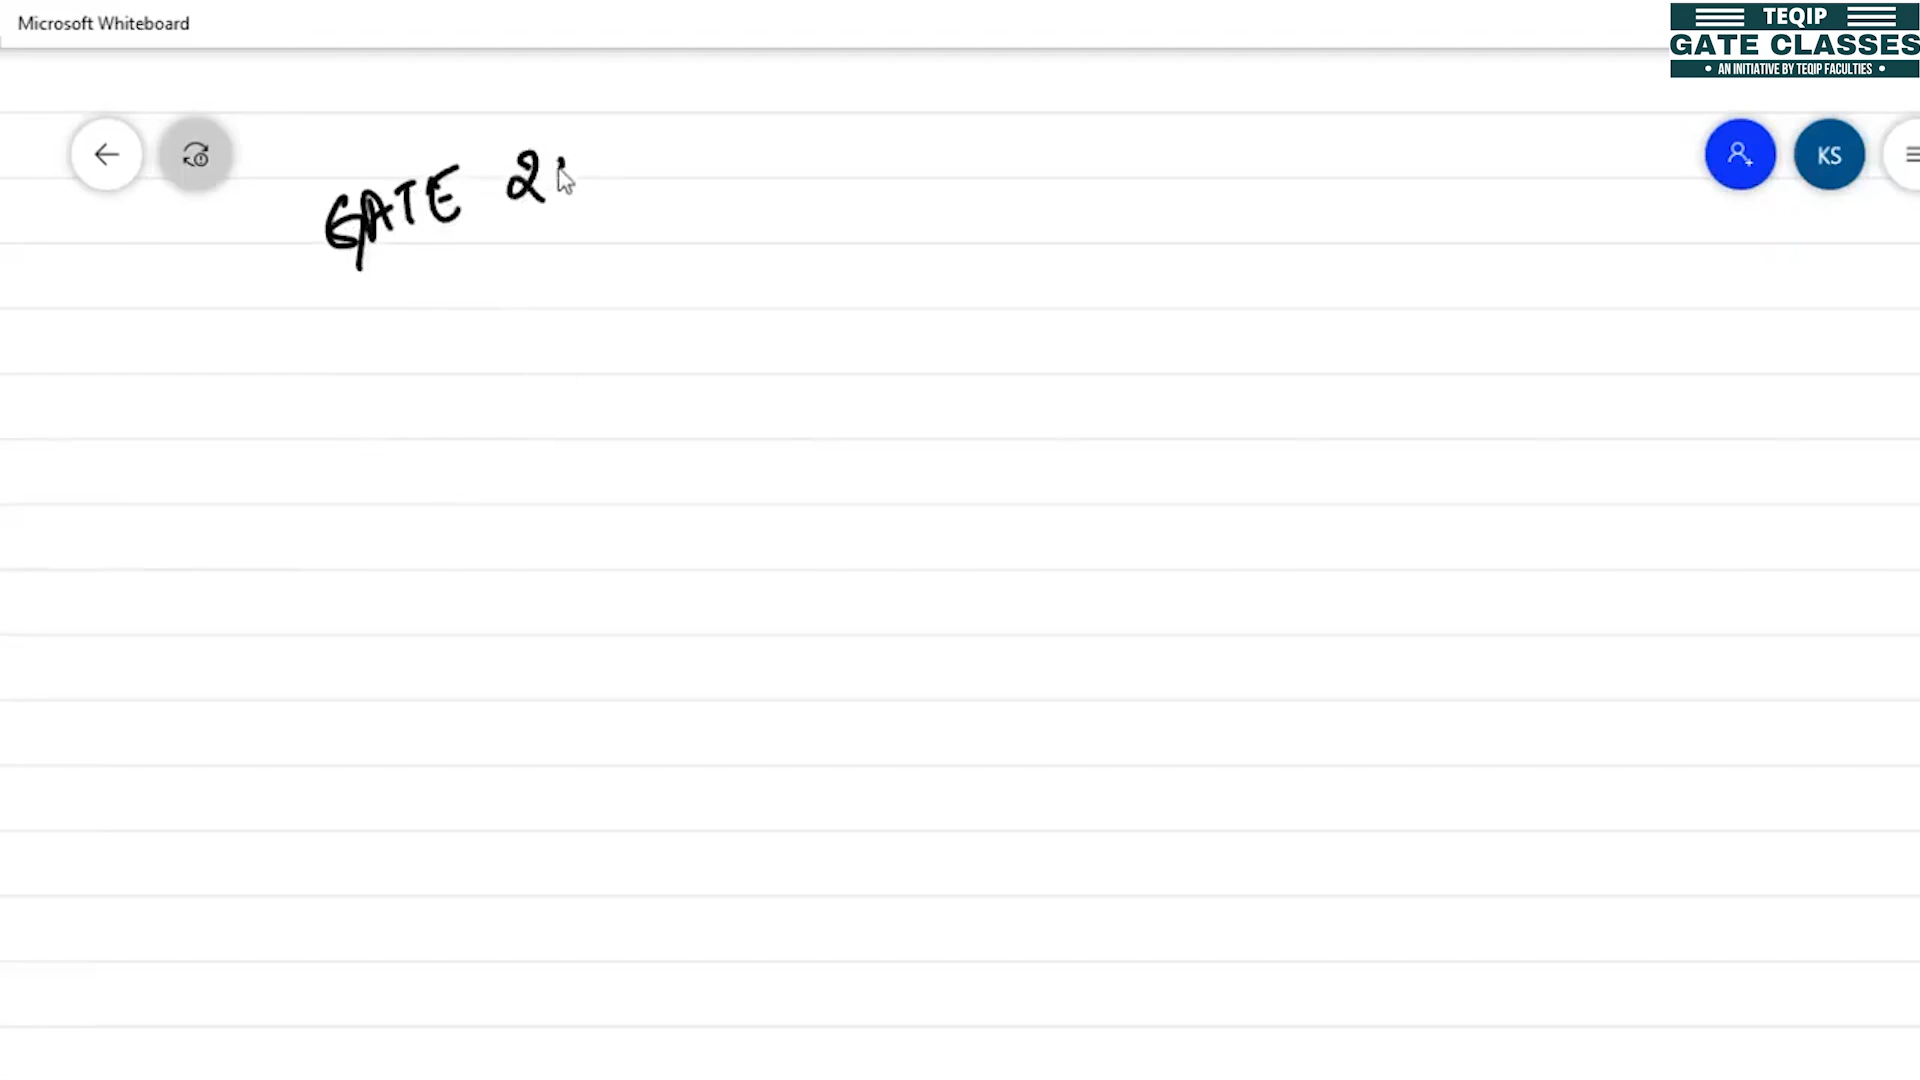 Microsoft Whiteboard
TEQIP
GATE CLASSES
• AN INITIATIVE BY TEQIP FACULTIES •
KS
GATE 2